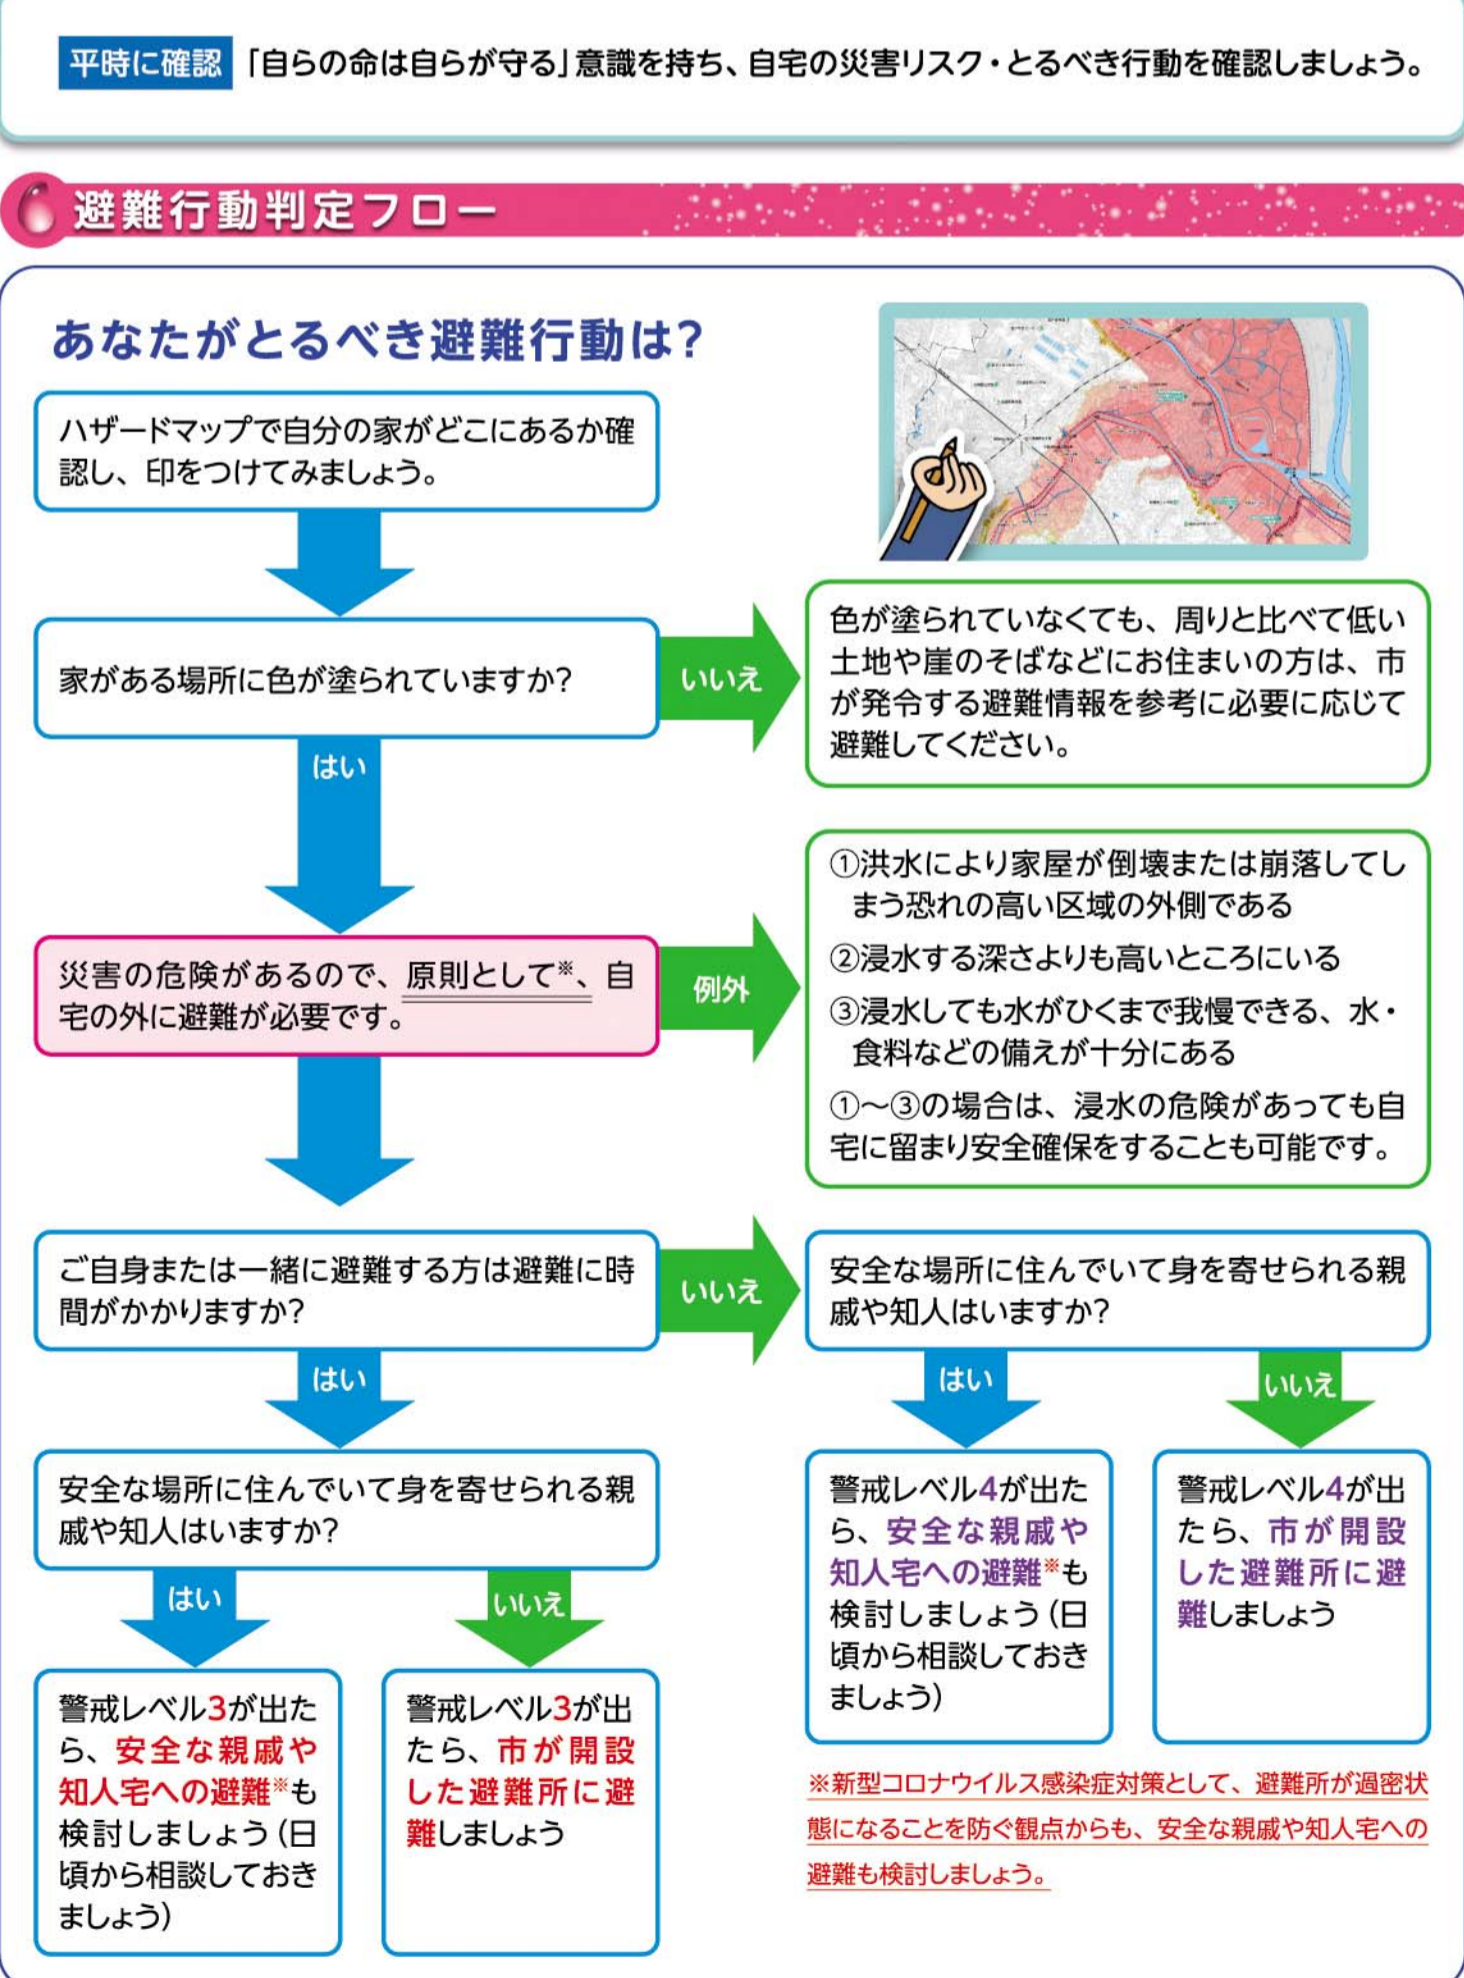 平時に確認 「自らの命は自らが守る」意識を持ち、自宅の災害リスク・とるべき行動を確認しましょう。
避難行動判定フロー
あなたがとるべき避難行動は?
ハザードマップで自分の家がどこにあるか確
認し、印をつけてみましょう。
家がある場所に色が塗られていますか?
いいえ
色が塗られていなくても、周りと比べて低い
土地や崖のそばなどにお住まいの方は、市
が発令する避難情報を参考に必要に応じて
避難してください。
はい
災害の危険があるので、原則として※、自
宅の外に避難が必要です。
例外
①洪水により家屋が倒壊または崩落してし
まう恐れの高い区域の外側である
②浸水する深さよりも高いところにいる
③浸水しても水がひくまで我慢できる、水・
食料などの備えが十分にある
①～③の場合は、浸水の危険があっても自
宅に留まり安全確保をすることも可能です。
ご自身または一緒に避難する方は避難に時
間がかかりますか?
いいえ
安全な場所に住んでいて身を寄せられる親
戚や知人はいますか?
はい
安全な場所に住んでいて身を寄せられる親
戚や知人はいますか?
はい
警戒レベル3が出た
ら、安全な親戚や
知人宅への避難※も
検討しましょう(日
頃から相談しておき
ましょう)
いいえ
警戒レベル3が出
たら、市が開設
した避難所に避
難しましょう
はい
警戒レベル4が出た
ら、安全な親戚や
知人宅への避難※も
検討しましょう(日
頃から相談しておき
ましょう)
いいえ
警戒レベル4が出
たら、市が開設
した避難所に避
難しましょう
※新型コロナウイルス感染症対策として、避難所が過密状
態になることを防ぐ観点からも、安全な親戚や知人宅への
避難も検討しましょう。